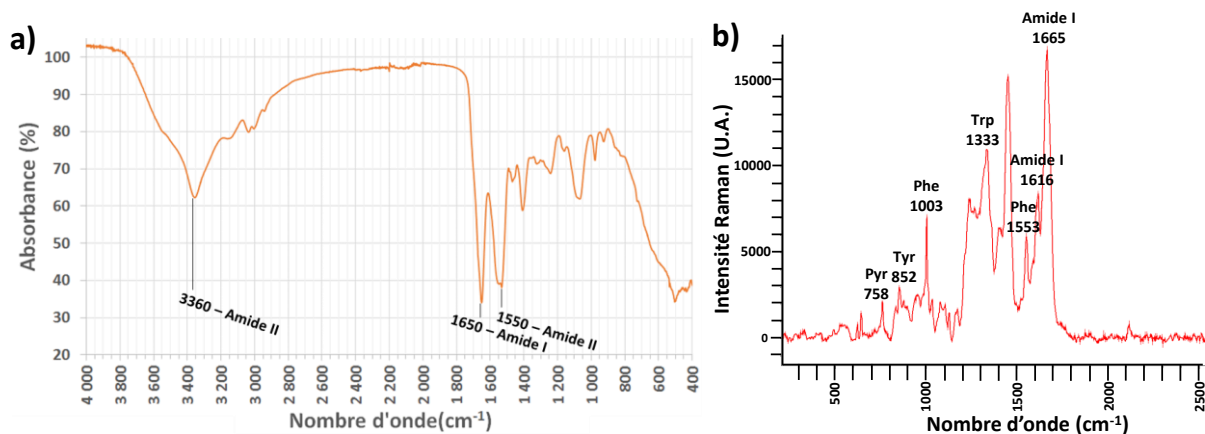 a)
Absorbance (%)
100
90
80
70
60
50
40
30
20
3360 – Amide II
1650 – Amide I
1550 – Amide II
4 000
3 800
3 600
3 400
3 200
3 000
2 800
2 600
2 400
2 200
2 000
1 800
1 600
1 400
1 200
1 000
800
600
400
Nombre d'onde(cm-1)
b)
Intensité Raman (U.A.)
15000
10000
5000
0
Amide I
1665
Trp
1333
Amide I
1616
Phe
1003
Phe
1553
Tyr
852
Pyr
758
500
1000
1500
2000
2500
Nombre d’onde (cm-1)